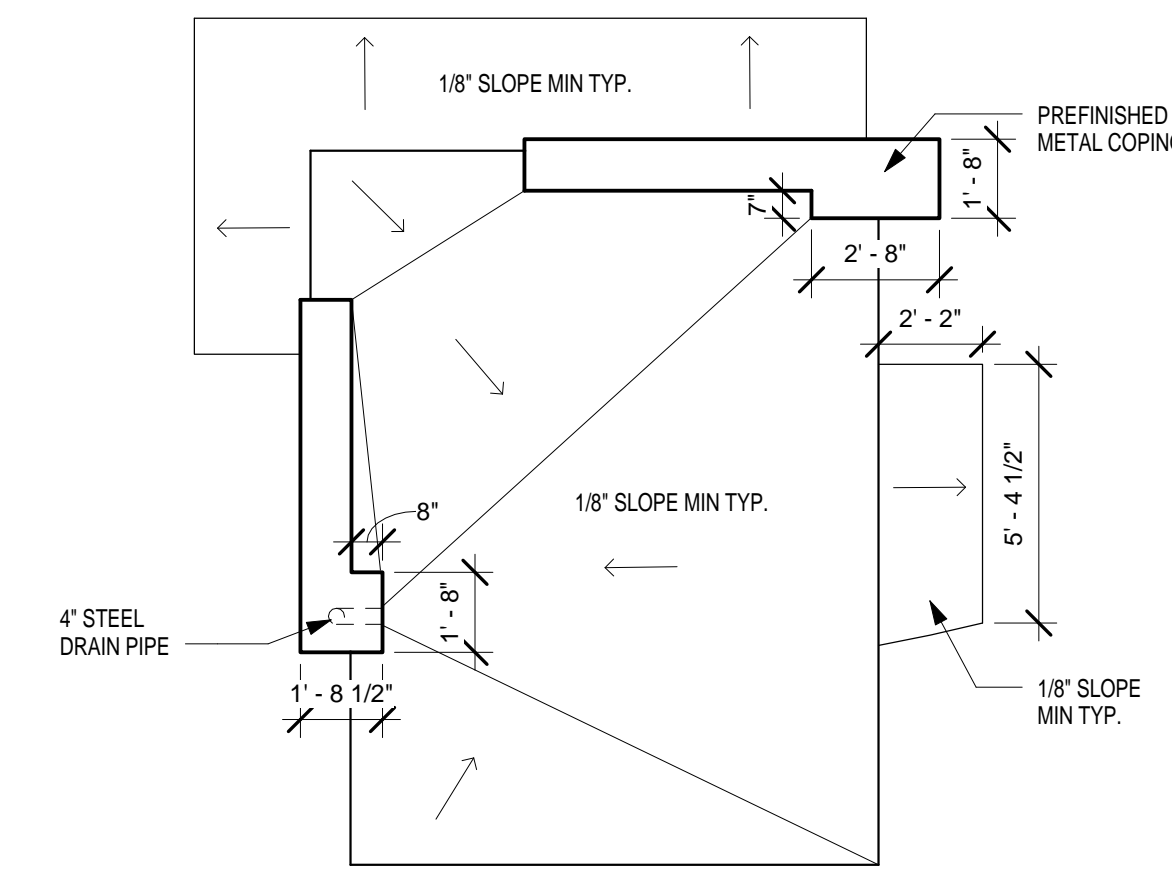 1/8" SLOPE MIN TYP.
PREFINISHED
METAL COPING
1' - 8"
7"
2' - 8"
2' - 2"
5' - 4 1/2"
1/8" SLOPE MIN TYP.
8"
1' - 8"
4" STEEL
DRAIN PIPE
1' - 8 1/2"
1/8" SLOPE
MIN TYP.